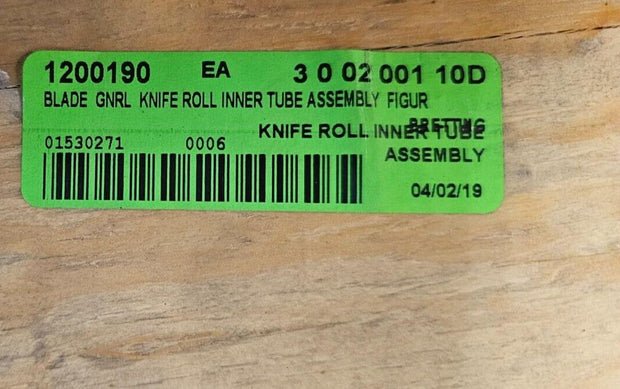 1200190 EA 3 0 02 001 10D
BLADE GNRL KNIFE ROLL INNER TUBE ASSEMBLY FIGUR
BRETTING
KNIFE ROLL INNER TUBE
01530271 0006
ASSEMBLY
04/02/19